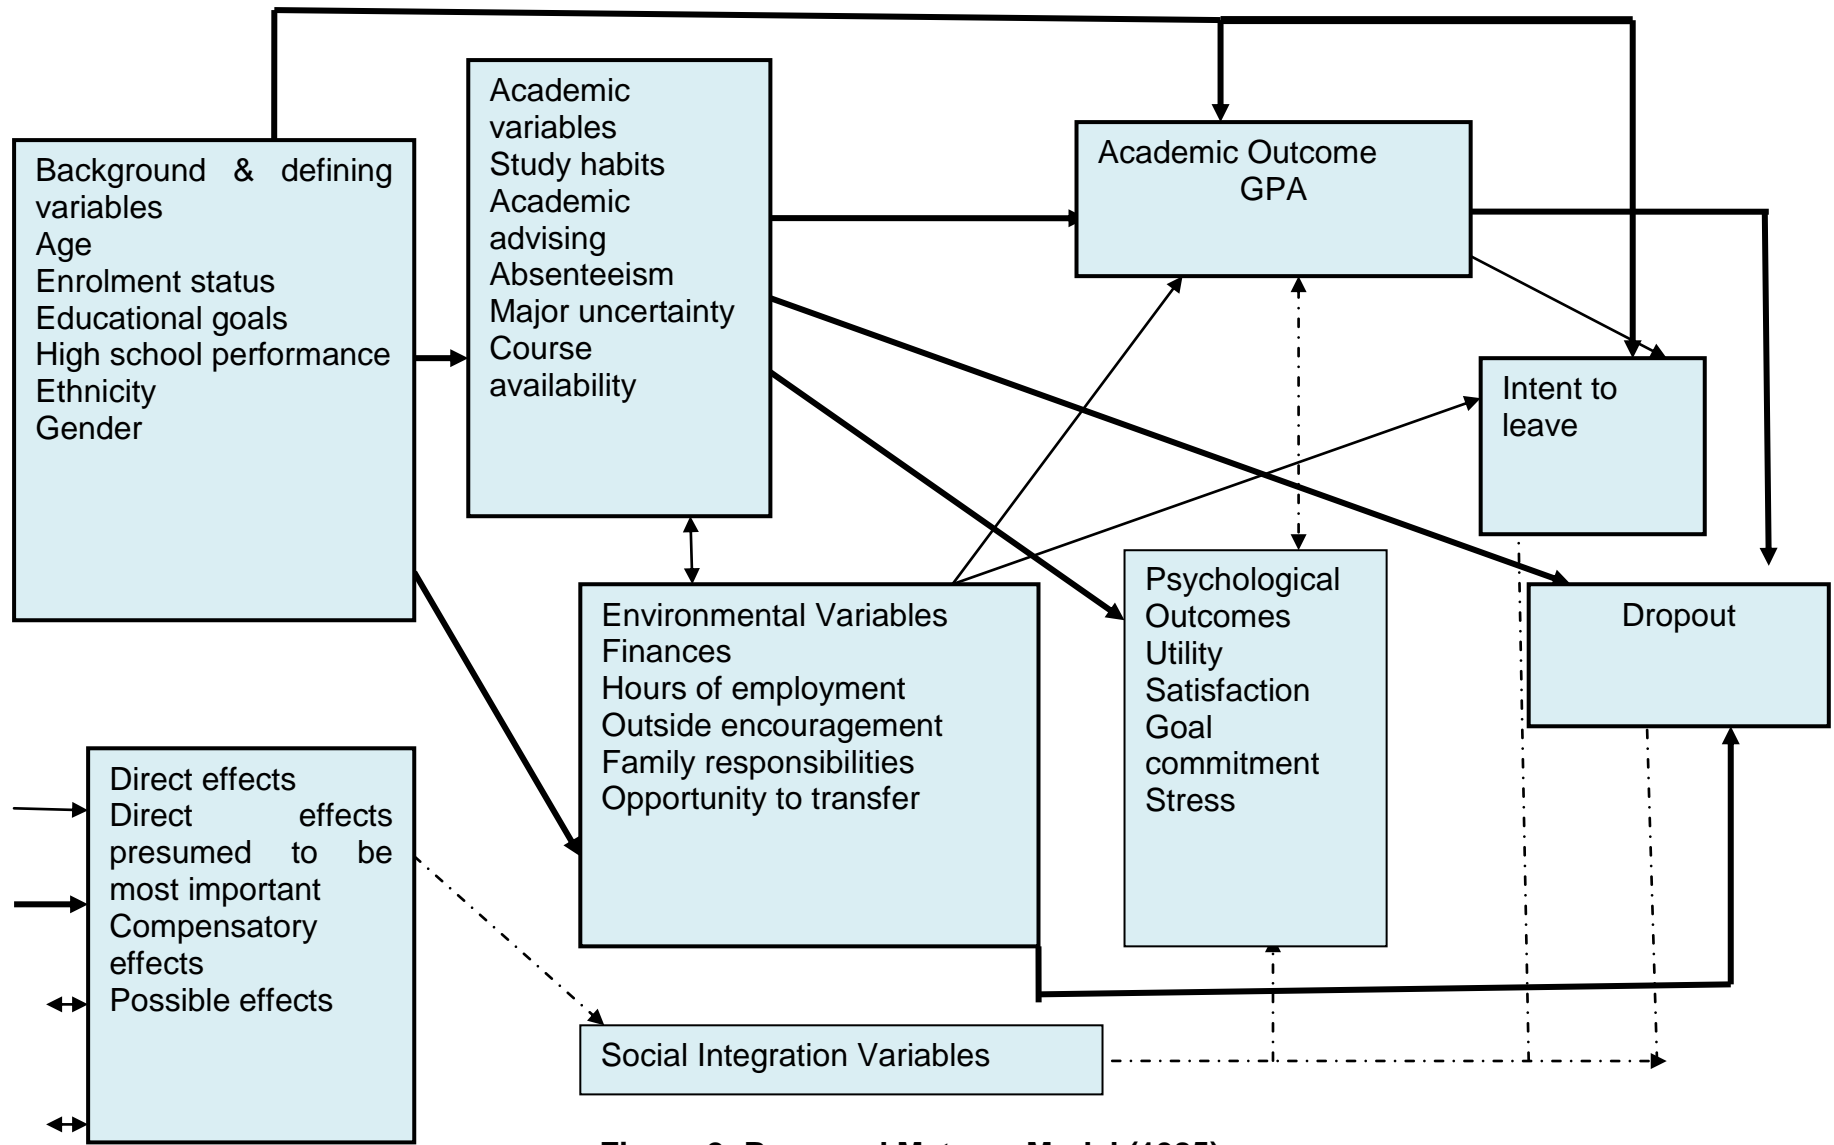 Background & defining
variables
Age
Enrolment status
Educational goals
High school performance
Ethnicity
Gender
Academic
variables
Study habits
Academic
advising
Absenteeism
Major uncertainty
Course
availability
Academic Outcome
GPA
Intent to
leave
Environmental Variables
Finances
Hours of employment
Outside encouragement
Family responsibilities
Opportunity to transfer
Psychological
Outcomes
Utility
Satisfaction
Goal
commitment
Stress
Dropout
Direct effects
Direct effects
presumed to be
most important
Compensatory
effects
Possible effects
Social Integration Variables
Model (1985)